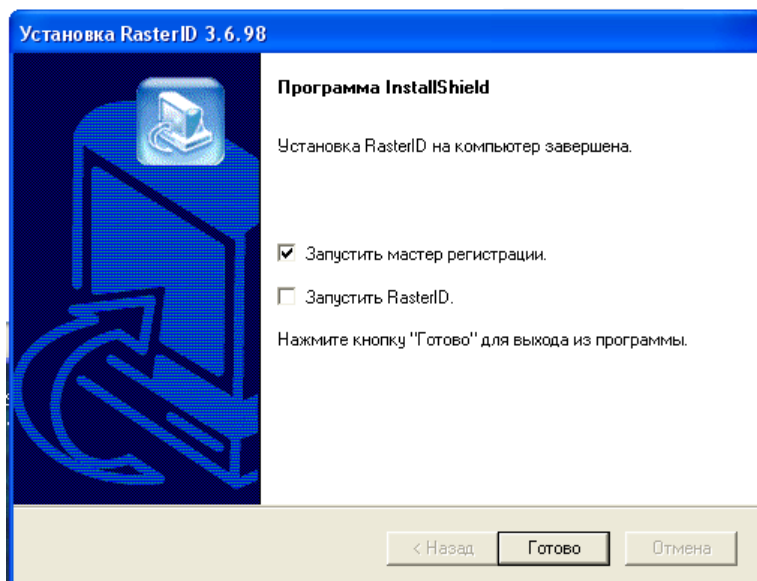 Установка RasterID 3.6.98
Программа InstallShield
Установка RasterID на компьютер завершена.
Запустить мастер регистрации.
Запустить RasterID.
Нажмите кнопку "Готово" для выхода из программы.
< Назад
Готово
Отмена